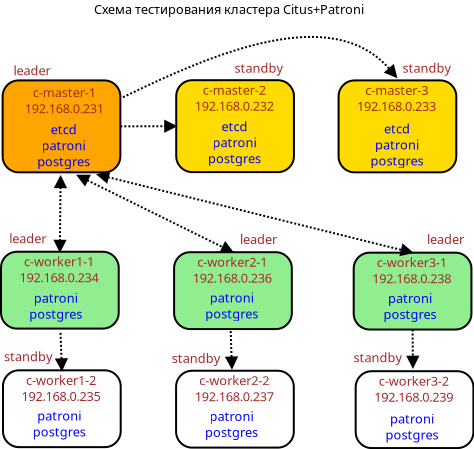 Схема тестирования кластера Citus+Patroni
leader
standby
standby
c-master-1
192.168.0.231
etcd
patroni
postgres
c-master-2
192.168.0.232
etcd
patroni
postgres
c-master-3
192.168.0.233
etcd
patroni
postgres
leader
leader
leader
c-worker1-1
192.168.0.234
patroni
postgres
c-worker2-1
192.168.0.236
patroni
postgres
c-worker3-1
192.168.0.238
patroni
postgres
standby
standby
standby
c-worker1-2
192.168.0.235
patroni
postgres
c-worker2-2
192.168.0.237
patroni
postgres
c-worker3-2
192.168.0.239
patroni
postgres